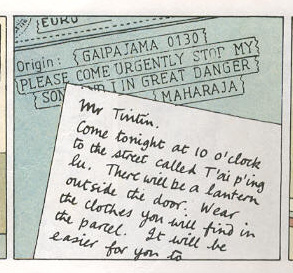 EURO
Origin: GAIPAJAMA 0130
PLEASE COME URGENTLY STOP MY
SON AND I IN GREAT DANGER
MAHARAJA
Mr Tintin.
Come tonight at 10 o'clock
to the street called T'ai p'ing
lu. There will be a lantern
outside the door. Wear
the clothes you will find in
the parcel. It will be
easier for you to